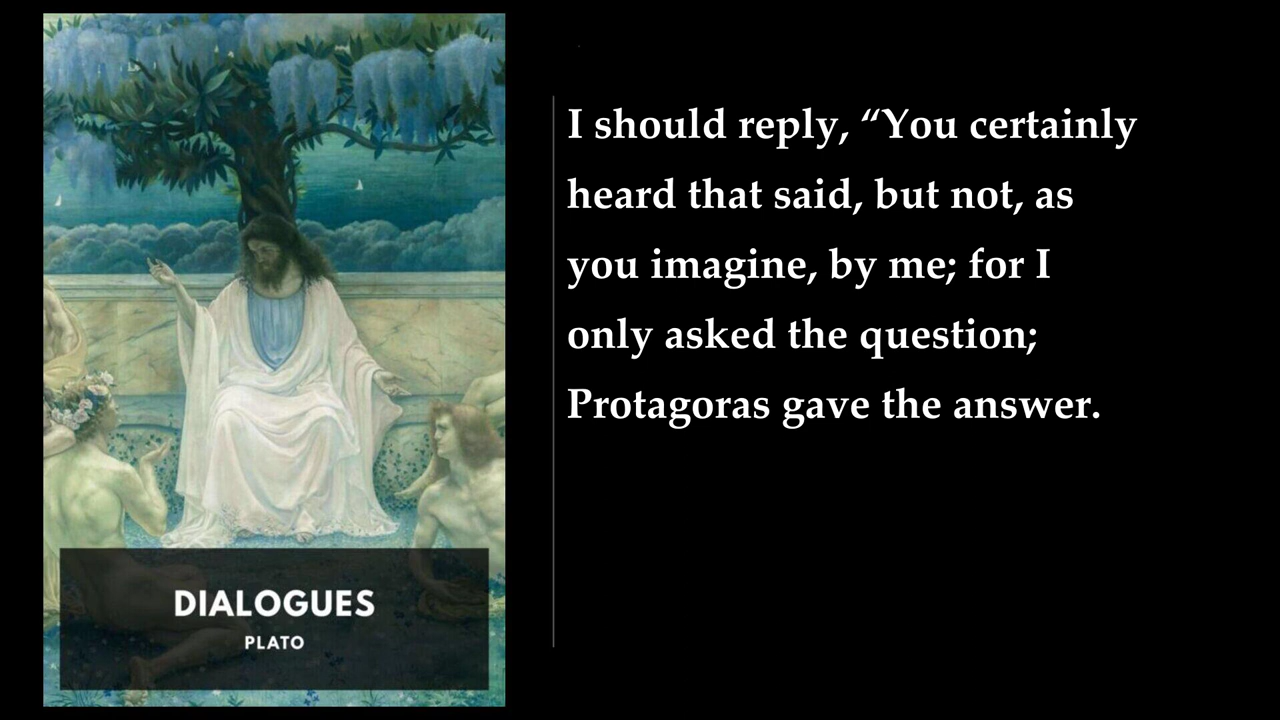 DIALOGUES
PLATO
I should reply, “You certainly
heard that said, but not, as
you imagine, by me; for I
only asked the question;
Protagoras gave the answer.